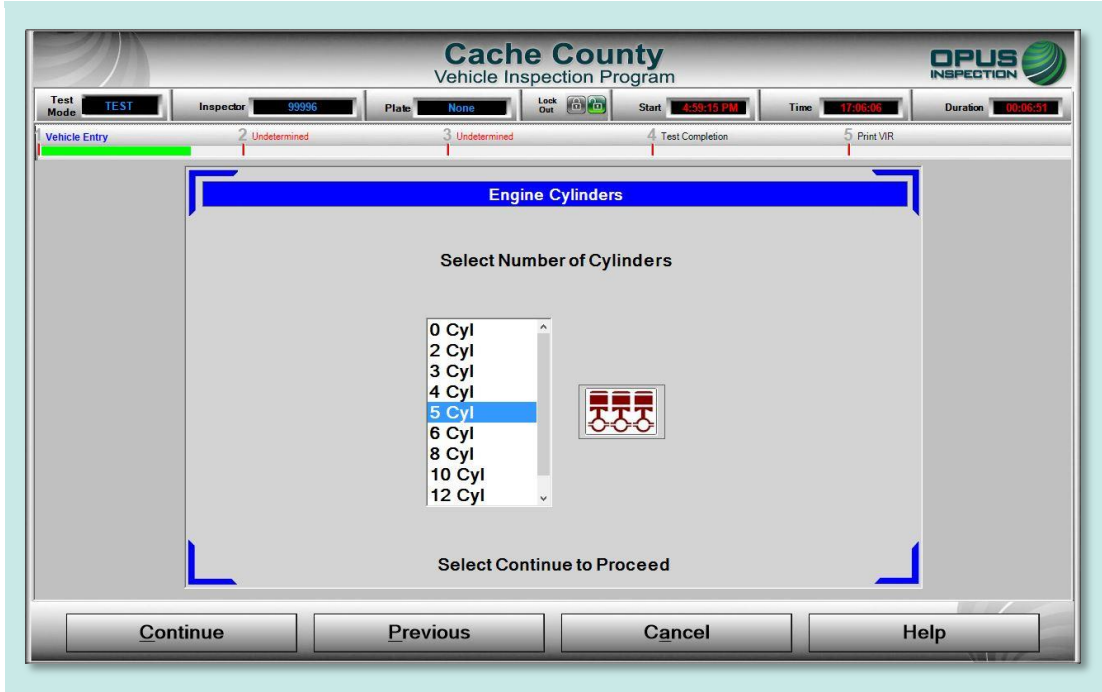 Cache County
Vehicle Inspection Program
OPUS
INSPECTION
Test Mode TEST Inspector 99996 Plate None Lock Out Start 4:59:15 PM Time 17:06:06 Duration 00:06:51
1 Vehicle Entry 2 Undetermined 3 Undetermined 4 Test Completion 5 Print VIR
Engine Cylinders
Select Number of Cylinders
0 Cyl
2 Cyl
3 Cyl
4 Cyl
5 Cyl
6 Cyl
8 Cyl
10 Cyl
12 Cyl
Select Continue to Proceed
Continue Previous Cancel Help